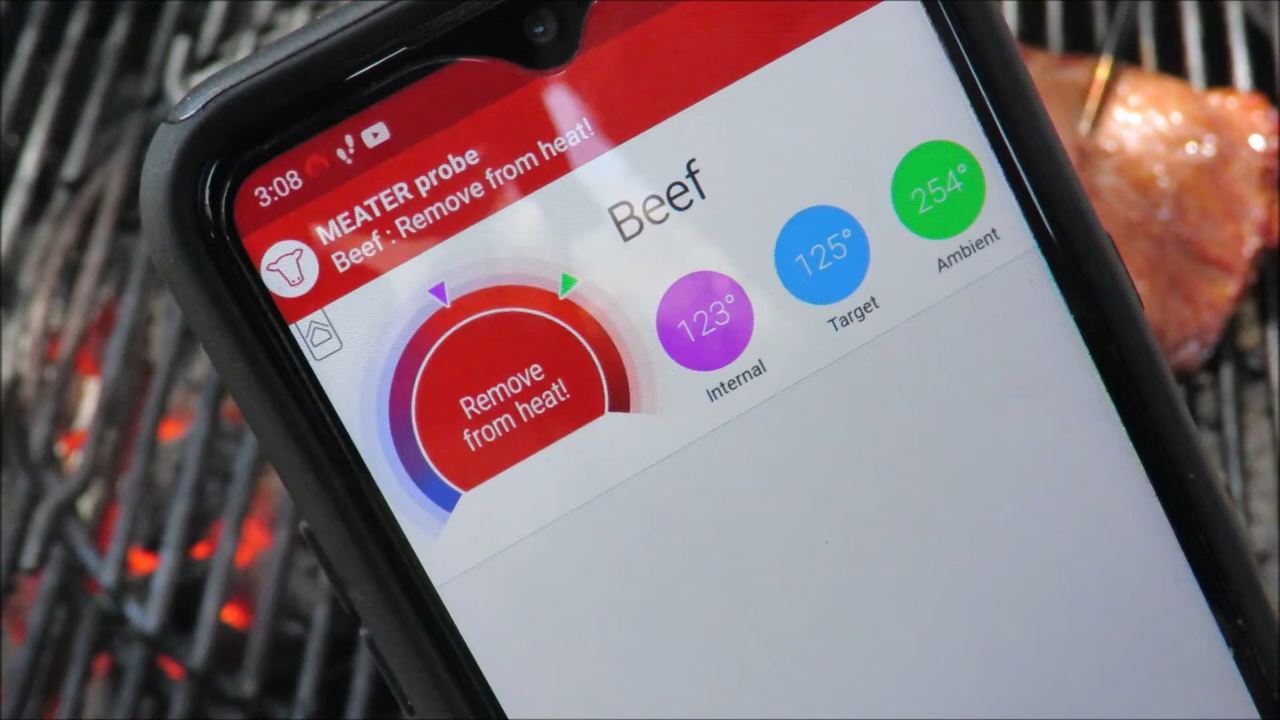 3:08
MEATER probe
Beef : Remove from heat!
Beef
Remove
from heat!
123°
Internal
125°
Target
254°
Ambient